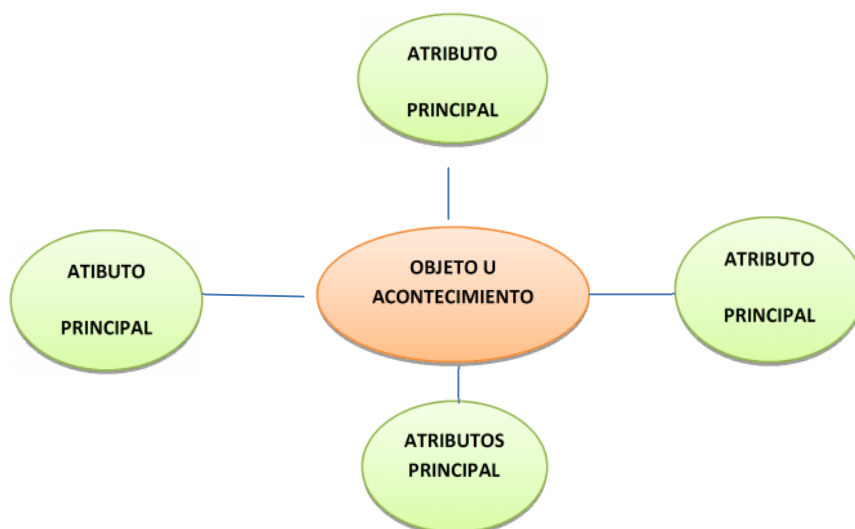 ATRIBUTO
PRINCIPAL
ATIBUTO
PRINCIPAL
OBJETO U
ACONTECIMIENTO
ATRIBUTO
PRINCIPAL
ATRIBUTOS
PRINCIPAL